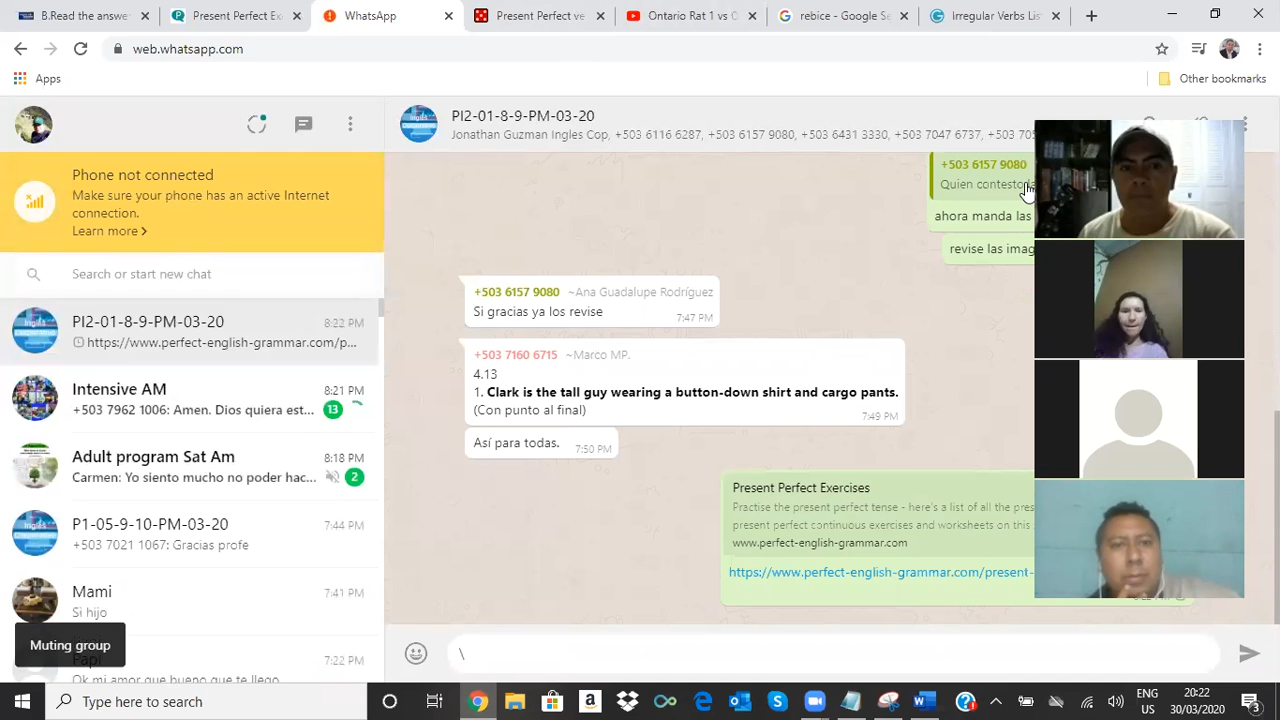 B.Read the answer
Present Perfect Ex
WhatsApp
Present Perfect ve
Ontario Rat 1 vs O
rebice - Google Se
Irregular Verbs Lis
web.whatsapp.com
Apps
Other bookmarks
PI2-01-8-9-PM-03-20
Jonathan Guzman Ingles Cop, +503 6116 6287, +503 6157 9080, +503 6431 3330, +503 7047 6737, +503 705
Phone not connected
Make sure your phone has an active Internet
connection.
Learn more
Search or start new chat
PI2-01-8-9-PM-03-20
8:22 PM
https://www.perfect-english-grammar.com/p...
Intensive AM
8:21 PM
+503 7962 1006: Amen. Dios quiera est...
13
Adult program Sat Am
8:18 PM
Carmen: Yo siento mucho no poder hac...
2
P1-05-9-10-PM-03-20
7:44 PM
+503 7021 1067: Gracias profe
Mami
7:41 PM
Si hijo
Papi
7:22 PM
Ok mi amor que bueno que te llego
Muting group
+503 6157 9080
Quien contesto
ahora manda las
revise las imag
+503 6157 9080 ~Ana Guadalupe Rodríguez
Si gracias ya los revise
7:47 PM
+503 7160 6715 ~Marco MP.
4.13
1. Clark is the tall guy wearing a button-down shirt and cargo pants.
(Con punto al final)
7:49 PM
Así para todas.
7:50 PM
Present Perfect Exercises
Practise the present perfect tense - here's a list of all the pres
present perfect continuous exercises and worksheets on this
www.perfect-english-grammar.com
https://www.perfect-english-grammar.com/present-
\
Type here to search
ENG
US
20:22
30/03/2020
3